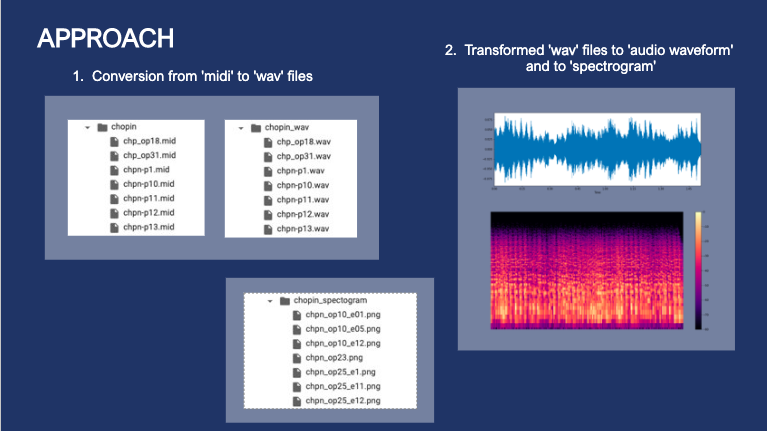 APPROACH
1. Conversion from 'midi' to 'wav' files
2. Transformed 'wav' files to 'audio waveform'
and to 'spectrogram'
chopin
chp_op18.mid
chp_op31.mid
chpn-p1.mid
chpn-p10.mid
chpn-p11.mid
chpn-p12.mid
chpn-p13.mid
chopin_wav
chp_op18.wav
chp_op31.wav
chpn-p1.wav
chpn-p10.wav
chpn-p11.wav
chpn-p12.wav
chpn-p13.wav
chopin_spectogram
chpn_op10_e01.png
chpn_op10_e05.png
chpn_op10_e12.png
chpn_op23.png
chpn_op25_e1.png
chpn_op25_e11.png
chpn_op25_e12.png